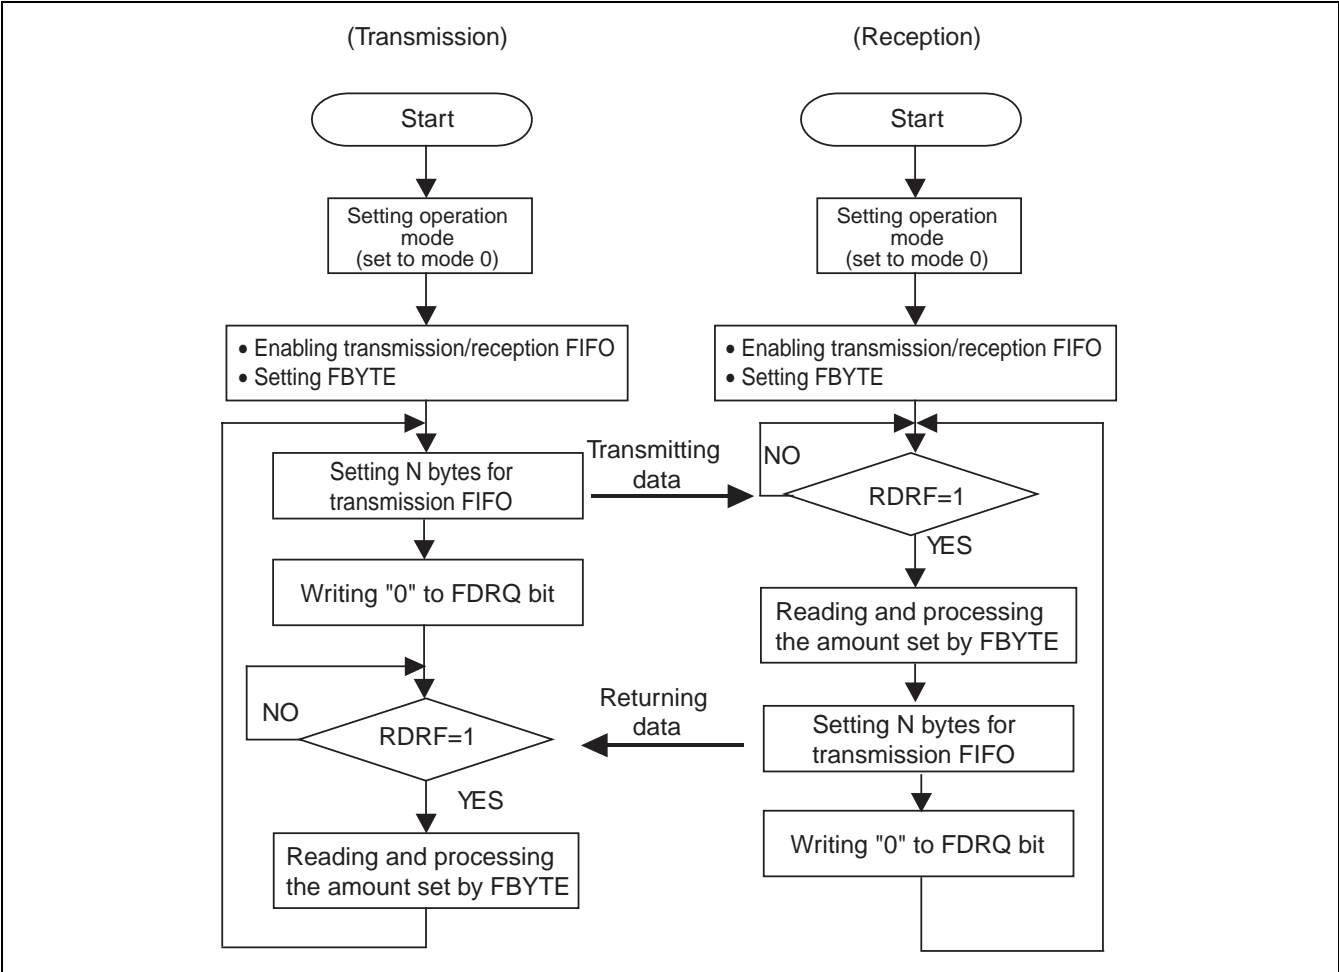 (Transmission)
Start
Setting operation
mode
(set to mode 0)
• Enabling transmission/reception FIFO
• Setting FBYTE
Setting N bytes for
transmission FIFO
Writing "0" to FDRQ bit
NO
RDRF=1
YES
Reading and processing
the amount set by FBYTE
Transmitting
data
Returning
data
(Reception)
Start
Setting operation
mode
(set to mode 0)
• Enabling transmission/reception FIFO
• Setting FBYTE
NO
RDRF=1
YES
Reading and processing
the amount set by FBYTE
Setting N bytes for
transmission FIFO
Writing "0" to FDRQ bit